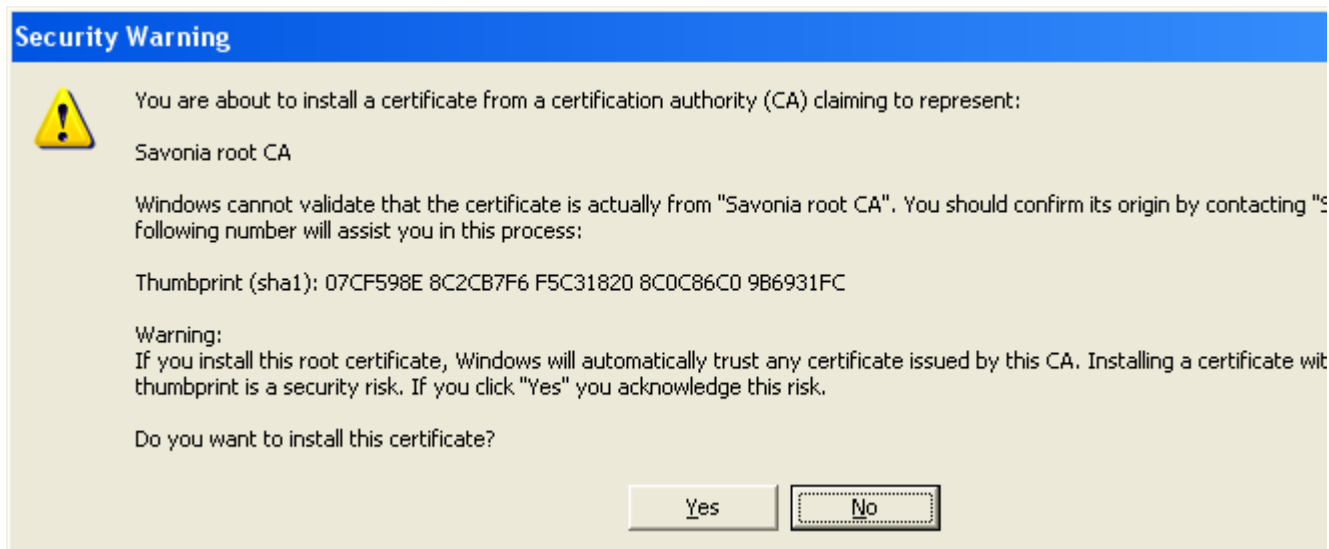 Security Warning
You are about to install a certificate from a certification authority (CA) claiming to represent:
Savonia root CA
Windows cannot validate that the certificate is actually from "Savonia root CA". You should confirm its origin by contacting "S
following number will assist you in this process:
Thumbprint (sha1): 07CF598E 8C2CB7F6 F5C31820 8C0C86C0 9B6931FC
Warning:
If you install this root certificate, Windows will automatically trust any certificate issued by this CA. Installing a certificate wit
thumbprint is a security risk. If you click "Yes" you acknowledge this risk.
Do you want to install this certificate?
Yes No